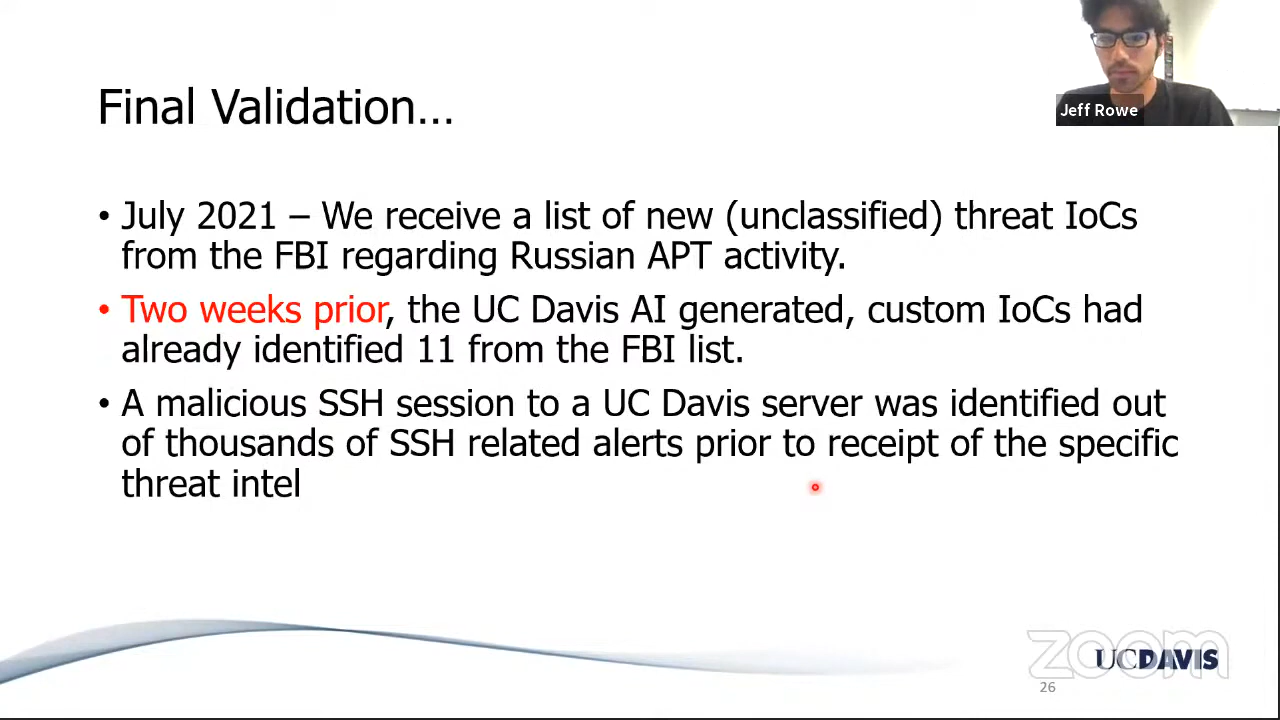 Final Validation...
Jeff Rowe
• July 2021 – We receive a list of new (unclassified) threat IoCs
from the FBI regarding Russian APT activity.
• Two weeks prior, the UC Davis AI generated, custom IoCs had
already identified 11 from the FBI list.
• A malicious SSH session to a UC Davis server was identified out
of thousands of SSH related alerts prior to receipt of the specific
threat intel
zoom
UCDAVIS
26